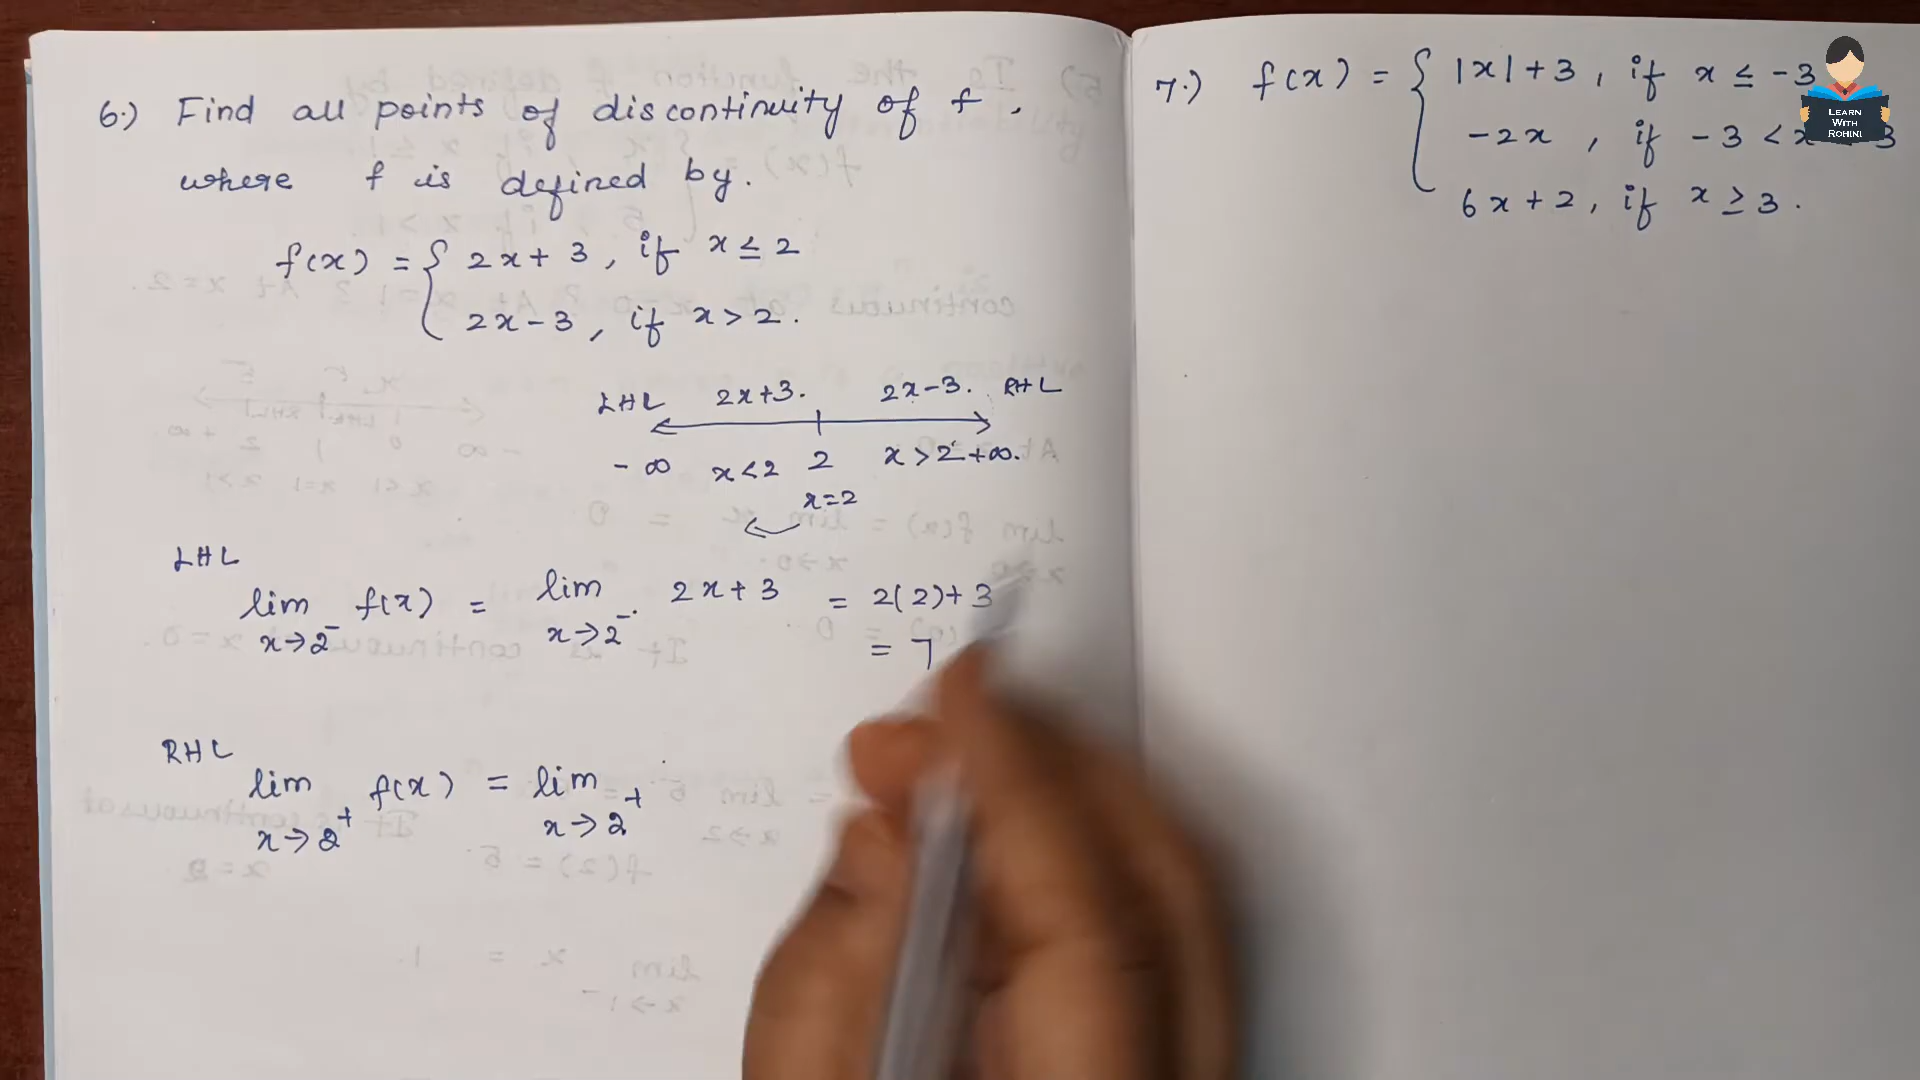 6.) Find all points of discontinuity of f,
where f is defined by.
f(x) = { 2x + 3 , if x ≤ 2
2x - 3 , if x > 2.
LHL 2x+3. 2x-3. RHL
- ∞ x<2 2 x>2 +∞.
x=2
LHL
lim f(x) = lim 2x+3 = 2(2)+3
x→2⁻ x→2⁻ = 7
RHL
lim f(x) = lim
x→2⁺ x→2⁺
7.) f(x) = { |x|+3 , if x ≤ -3
-2x , if -3 < x 3
6x+2, if x ≥ 3.
LEARN
WITH
ROHINI